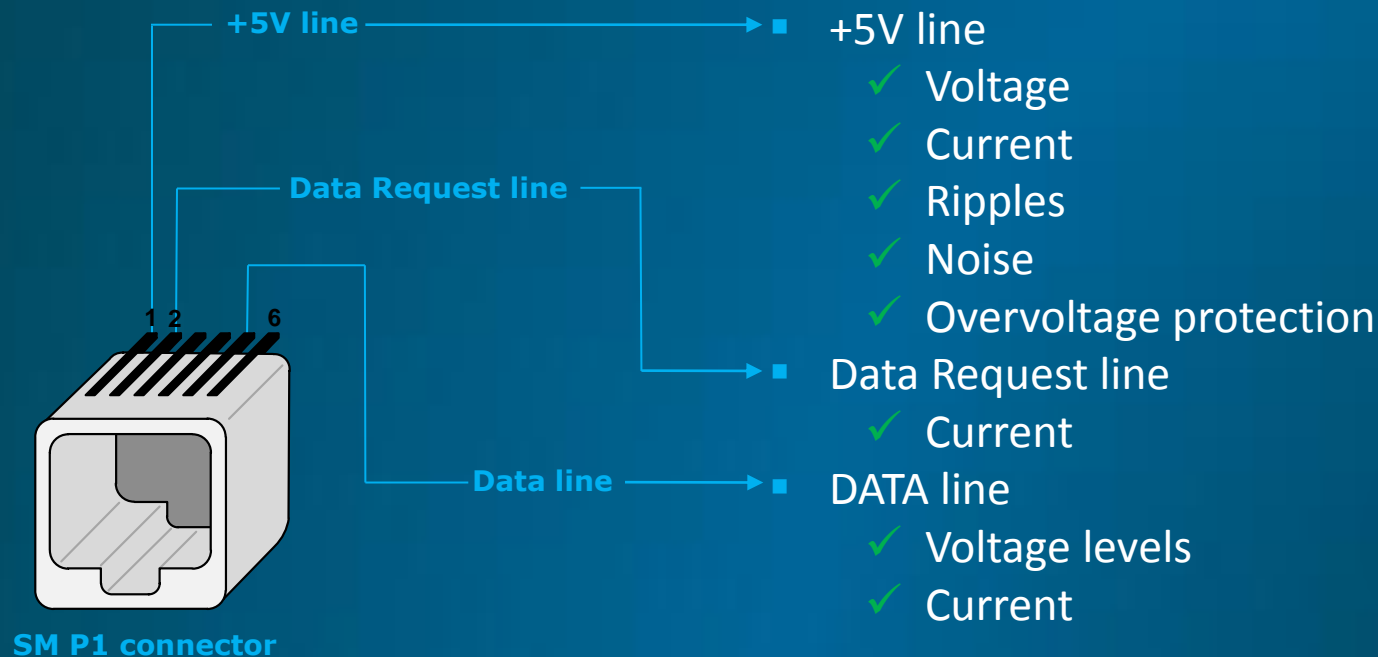 +5V line
Data Request line
1 2 6
Data line
SM P1 connector
+5V line
Voltage
Current
Ripples
Noise
Overvoltage protection
Data Request line
Current
DATA line
Voltage levels
Current